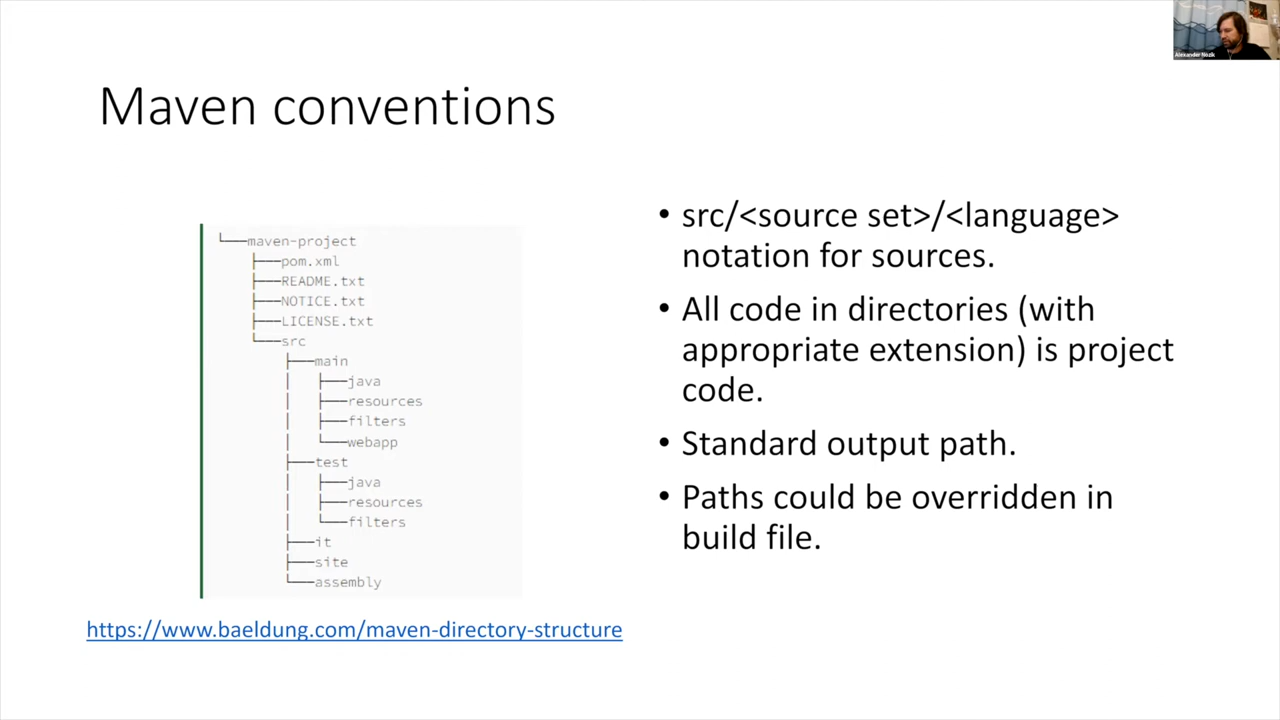 Alexander Nozik
Maven conventions
└──maven-project
├──pom.xml
├──README.txt
├──NOTICE.txt
├──LICENSE.txt
└──src
├──main
│ ├──java
│ ├──resources
│ ├──filters
│ └──webapp
├──test
│ ├──java
│ ├──resources
│ └──filters
├──it
├──site
└──assembly
https://www.baeldung.com/maven-directory-structure
• src/<source set>/<language>
notation for sources.
• All code in directories (with
appropriate extension) is project
code.
• Standard output path.
• Paths could be overridden in
build file.